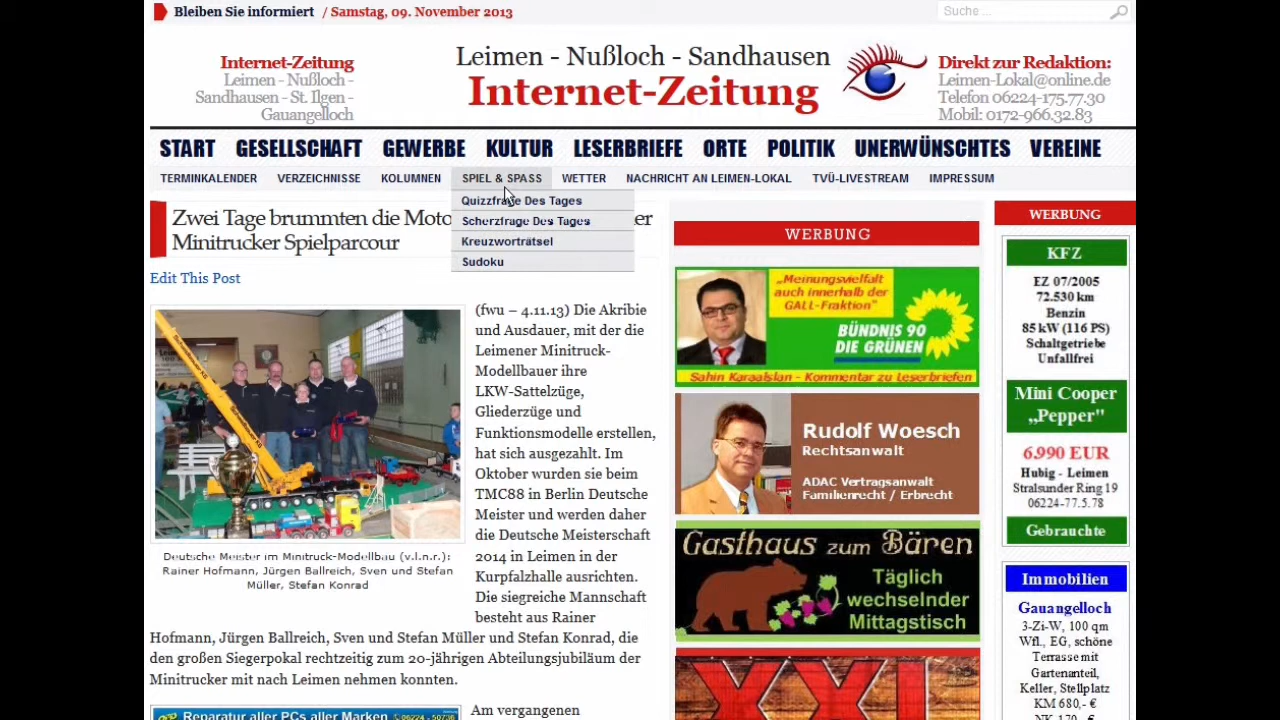 Bleiben Sie informiert / Samstag, 09. November 2013
Suche ...
Internet-Zeitung
Leimen - Nußloch -
Sandhausen - St. Ilgen -
Gauangelloch
Leimen - Nußloch - Sandhausen
Internet-Zeitung
Direkt zur Redaktion:
Leimen-Lokal@online.de
Telefon 06224-175.77.30
Mobil: 0172-966.32.83
START GESELLSCHAFT GEWERBE KULTUR LESERBRIEFE ORTE POLITIK UNERWÜNSCHTES VEREINE
TERMINKALENDER VERZEICHNISSE KOLUMNEN SPIEL & SPASS WETTER NACHRICHT AN LEIMEN-LOKAL TVÜ-LIVESTREAM IMPRESSUM
Quizzfrage Des Tages
Scherzfrage Des Tages
Kreuzworträtsel
Sudoku
Zwei Tage brummten die Moto er
Minitrucker Spielparcour
Edit This Post
(fwu – 4.11.13) Die Akribie
und Ausdauer, mit der die
Leimener Minitruck-
Modellbauer ihre
LKW-Sattelzüge,
Gliederzüge und
Funktionsmodelle erstellen,
hat sich ausgezahlt. Im
Oktober wurden sie beim
TMC88 in Berlin Deutsche
Meister und werden daher
die Deutsche Meisterschaft
2014 in Leimen in der
Kurpfalzhalle ausrichten.
Die siegreiche Mannschaft
besteht aus Rainer
Hofmann, Jürgen Ballreich, Sven und Stefan Müller und Stefan Konrad, die
den großen Siegerpokal rechtzeitig zum 20-jährigen Abteilungsjubiläum der
Minitrucker mit nach Leimen nehmen konnten.
Deutsche Meister im Minitruck-Modellbau (v.l.n.r.):
Rainer Hofmann, Jürgen Ballreich, Sven und Stefan
Müller, Stefan Konrad
Reparatur aller PCs aller Marken 06224 - 50736
Am vergangenen
WERBUNG
„Meinungsvielfalt
auch innerhalb der
GALL-Fraktion"
BÜNDNIS 90
DIE GRÜNEN
Sahin Karaaslan - Kommentar zu Leserbriefen
Rudolf Woesch
Rechtsanwalt
ADAC Vertragsanwalt
Familienrecht / Erbrecht
Gasthaus zum Bären
Täglich
wechselnder
Mittagstisch
XXL
WERBUNG
KFZ
EZ 07/2005
72.530 km
Benzin
85 kW (116 PS)
Schaltgetriebe
Unfallfrei
Mini Cooper
„Pepper"
6.990 EUR
Hubig - Leimen
Stralsunder Ring 19
06224-77.5.78
Gebrauchte
Immobilien
Gauangelloch
3-Zi-W, 100 qm
Wfl., EG, schöne
Terrasse mit
Gartenanteil,
Keller, Stellplatz
KM 680,- €
NK 170,- €